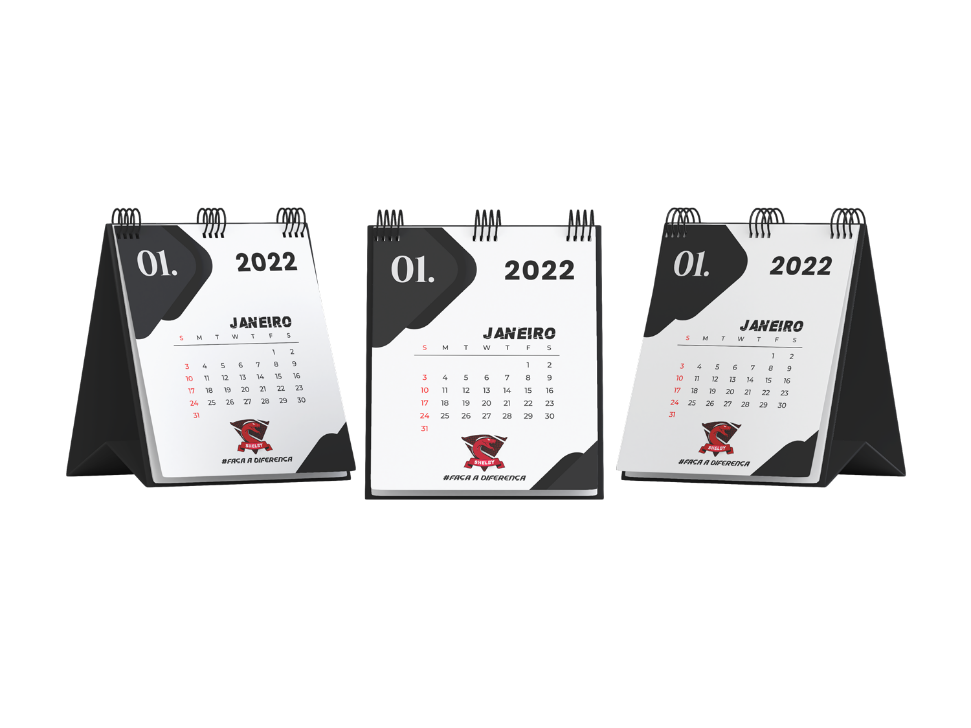 01.
2022
JANEIRO
S M T W T F S
1 2
3 4 5 6 7 8 9
10 11 12 13 14 15 16
17 18 19 20 21 22 23
24 25 26 27 28 29 30
31
SHELBY
#FAÇA A DIFERENÇA
01.
2022
JANEIRO
S M T W T F S
1 2
3 4 5 6 7 8 9
10 11 12 13 14 15 16
17 18 19 20 21 22 23
24 25 26 27 28 29 30
31
SHELBY
#FAÇA A DIFERENÇA
01.
2022
JANEIRO
S M T W T F S
1 2
3 4 5 6 7 8 9
10 11 12 13 14 15 16
17 18 19 20 21 22 23
24 25 26 27 28 29 30
31
SHELBY
#FAÇA A DIFERENÇA